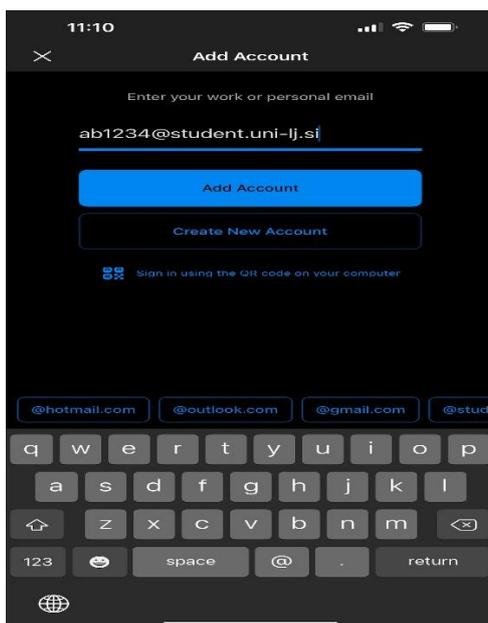 11:10
Add Account
Enter your work or personal email
ab1234@student.uni-lj.si
Add Account
Create New Account
Sign in using the QR code on your computer
@hotmail.com @outlook.com @gmail.com @stud
q w e r t y u i o p
a s d f g h j k l
z x c v b n m
123 space @ . return